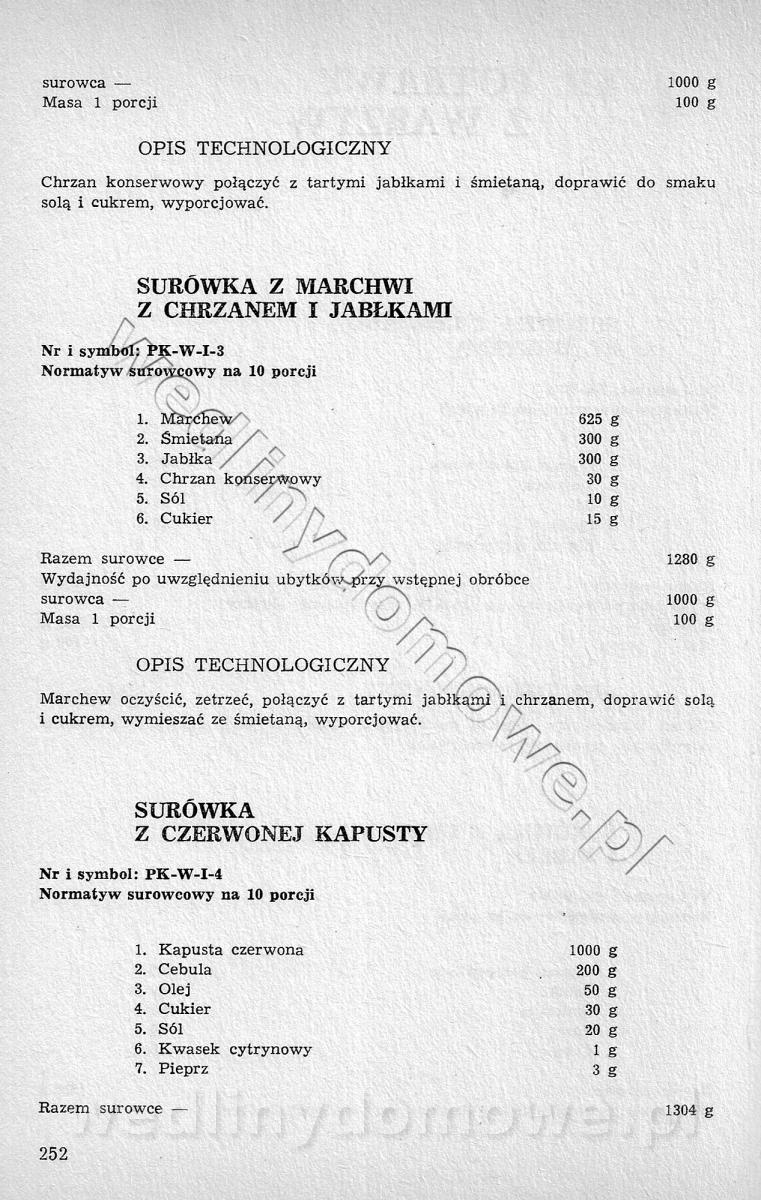 surowca — 1000 g
Masa 1 porcji 100 g
OPIS TECHNOLOGICZNY
Chrzan konserwowy połączyć z tartymi jabłkami i śmietaną, doprawić do smaku
solą i cukrem, wyporcjować.
SURÓWKA Z MARCHWI
Z CHRZANEM I JABŁKAMI
Nr i symbol: PK-W-I-3
Normatyw surowcowy na 10 porcji
1. Marchew 625 g
2. Śmietana 300 g
3. Jabłka 300 g
4. Chrzan konserwowy 30 g
5. Sól 10 g
6. Cukier 15 g
Razem surowce — 1280 g
Wydajność po uwzględnieniu ubytków przy wstępnej obróbce
surowca — 1000 g
Masa 1 porcji 100 g
OPIS TECHNOLOGICZNY
Marchew oczyścić, zetrzeć, połączyć z tartymi jabłkami i chrzanem, doprawić solą
i cukrem, wymieszać ze śmietaną, wyporcjować.
SURÓWKA
Z CZERWONEJ KAPUSTY
Nr i symbol: PK-W-I-4
Normatyw surowcowy na 10 porcji
1. Kapusta czerwona 1000 g
2. Cebula 200 g
3. Olej 50 g
4. Cukier 30 g
5. Sól 20 g
6. Kwasek cytrynowy 1 g
7. Pieprz 3 g
Razem surowce — 1304 g
252
wedlinydomowe.pl
wedlinydomowe.pl